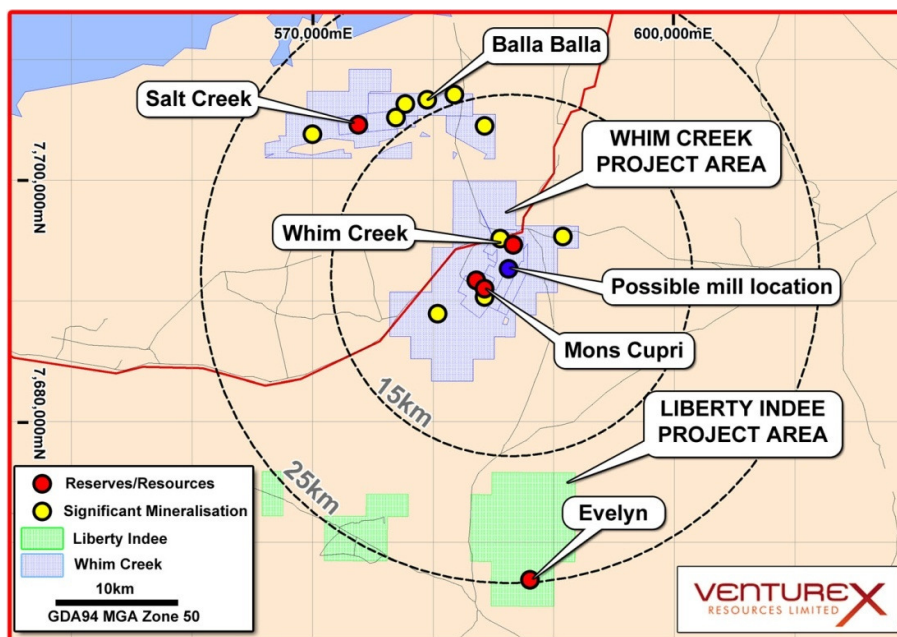 570,000mE
600,000mE
Balla Balla
Salt Creek
WHIM CREEK
PROJECT AREA
7,700,000mN
Whim Creek
Possible mill location
Mons Cupri
7,680,000mN
15km
LIBERTY INDEE
PROJECT AREA
25km
Evelyn
Reserves/Resources
Significant Mineralisation
Liberty Indee
Whim Creek
10km
GDA94 MGA Zone 50
VENTUREX
RESOURCES LIMITED